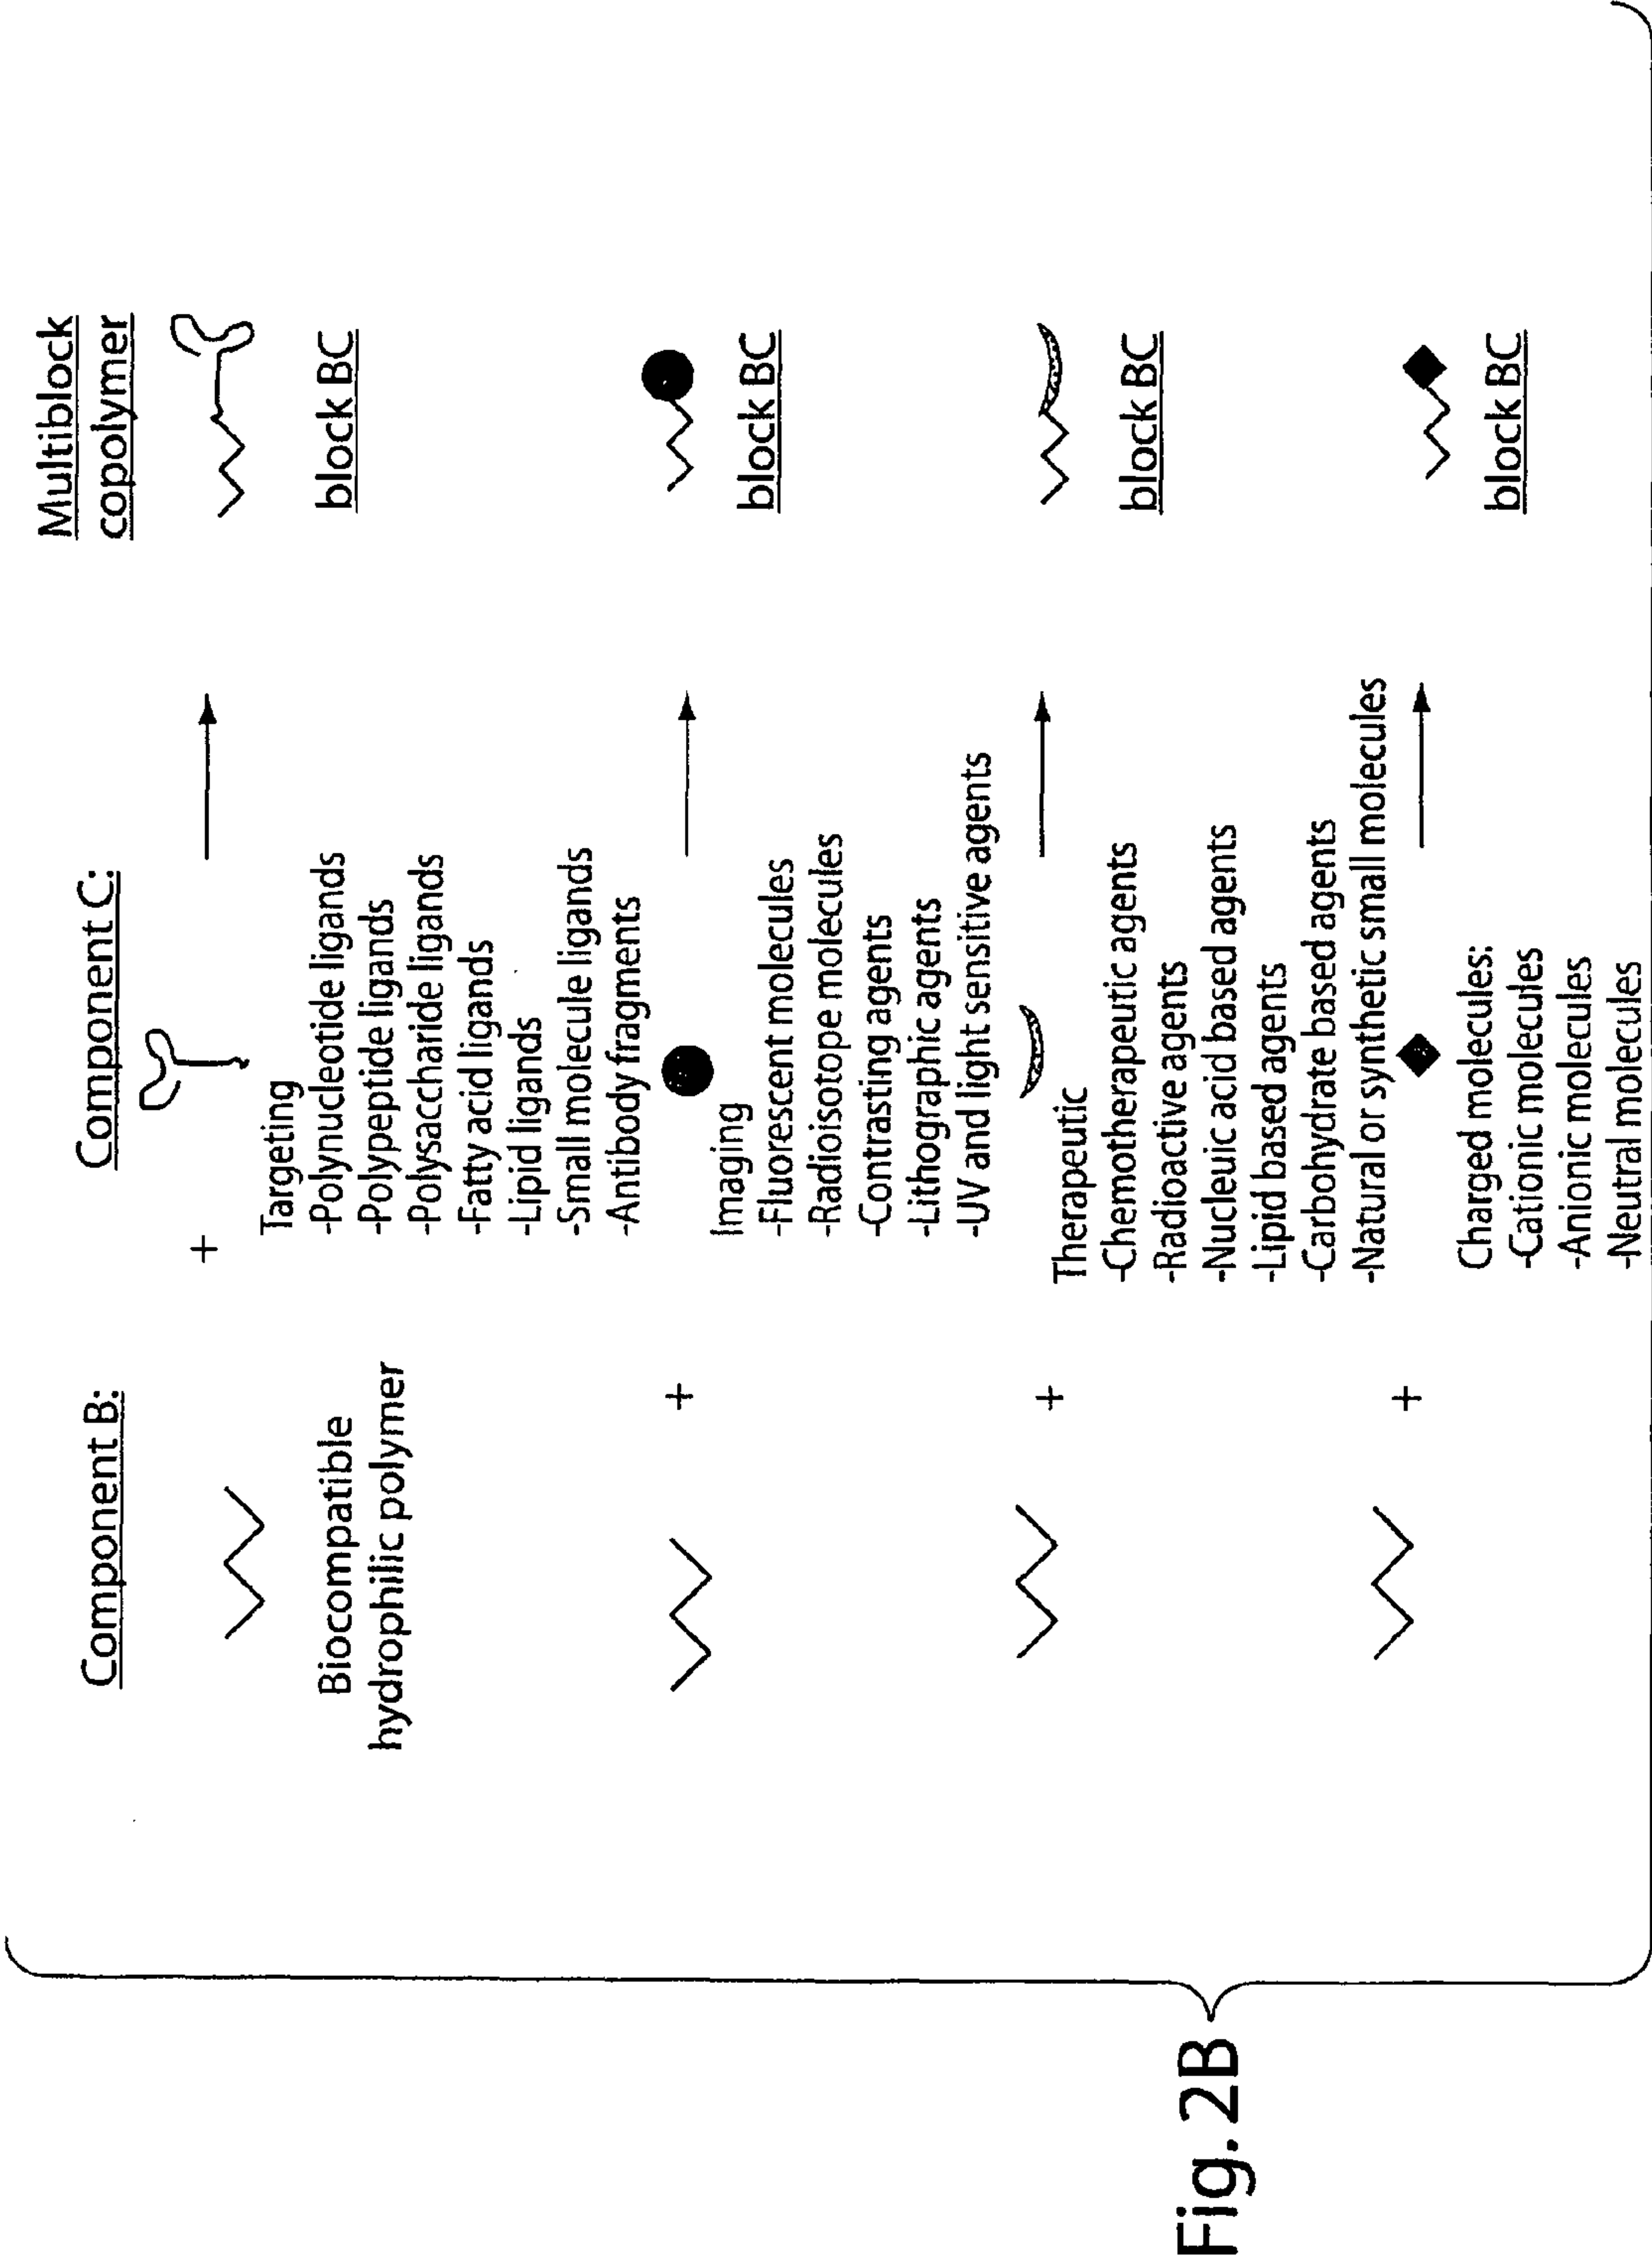 Component B:
Component C:
Multiblock
copolymer
+
Biocompatible
hydrophilic polymer
Targeting
-Polynucleotide ligands
-Polypeptide ligands
-Polysaccharide ligands
-Fatty acid ligands
-Lipid ligands
-Small molecule ligands
-Antibody fragments
block BC
+
Imaging
-Fluorescent molecules
-Radioisotope molecules
-Contrasting agents
-Lithographic agents
-UV and light sensitive agents
block BC
+
Therapeutic
-Chemotherapeutic agents
-Radioactive agents
-Nucleuic acid based agents
-Lipid based agents
-Carbohydrate based agents
-Natural or synthetic small molecules
block BC
+
Charged molecules:
-Cationic molecules
-Anionic molecules
-Neutral molecules
block BC
Fig. 2B